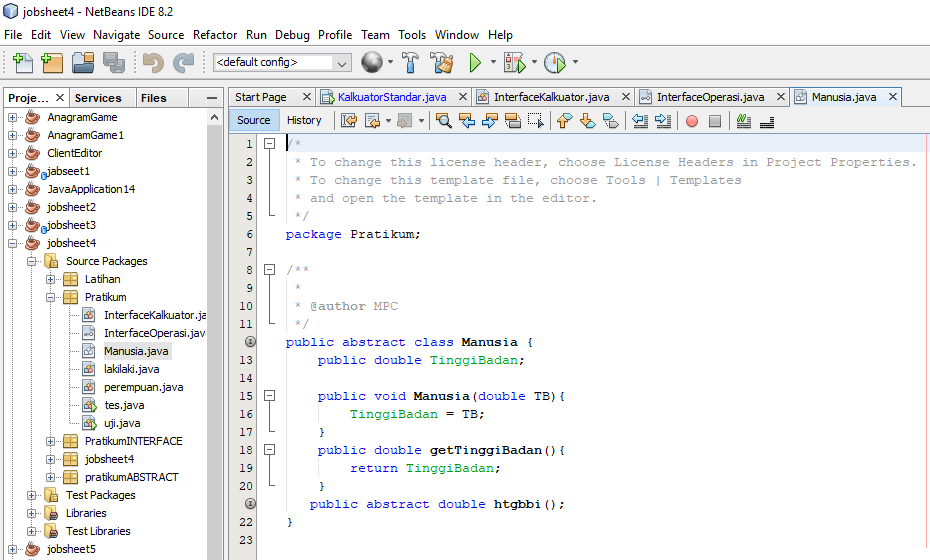 jobsheet4 - NetBeans IDE 8.2
File Edit View Navigate Source Refactor Run Debug Profile Team Tools Window Help
<default config>
Proje... Services Files
Start Page KalkuatorStandar.java InterfaceKalkuator.java InterfaceOperasi.java Manusia.java
Source History
AnagramGame
AnagramGame1
ClientEditor
jabseet1
JavaApplication14
jobsheet2
jobsheet3
jobsheet4
Source Packages
Latihan
Pratikum
InterfaceKalkuator.ja
InterfaceOperasi.jav
Manusia.java
lakilaki.java
perempuan.java
tes.java
uji.java
PratikumINTERFACE
jobsheet4
pratikumABSTRACT
Test Packages
Libraries
Test Libraries
jobsheet5
1 /*
2 * To change this license header, choose License Headers in Project Properties.
3 * To change this template file, choose Tools | Templates
4 * and open the template in the editor.
5 */
6 package Pratikum;
7
8 /**
9 *
10 * @author MPC
11 */
public abstract class Manusia {
13 public double TinggiBadan;
14
15 public void Manusia(double TB){
16 TinggiBadan = TB;
17 }
18 public double getTinggiBadan(){
19 return TinggiBadan;
20 }
public abstract double htgbbi();
22 }
23